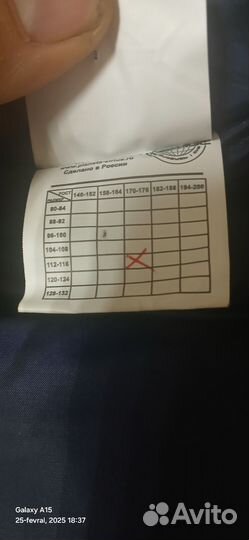 Сделано в России
РОСТ 146-152 158-164 170-176 182-188 194-200
РАЗМЕР
80-84
88-92
96-100
104-108
112-116
120-124
128-132
Galaxy A15
25-fevral, 2025 18:37
Avito